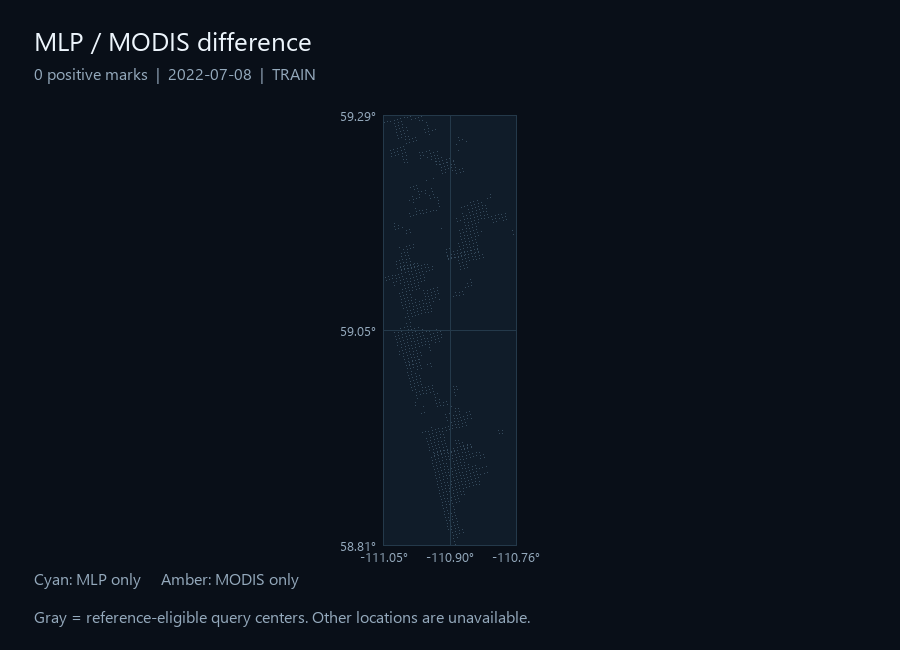 MLP / MODIS difference
0 positive marks | 2022-07-08 | TRAIN
59.29°
59.05°
58.81°
-111.05° -110.90° -110.76°
Cyan: MLP only Amber: MODIS only
Gray = reference-eligible query centers. Other locations are unavailable.